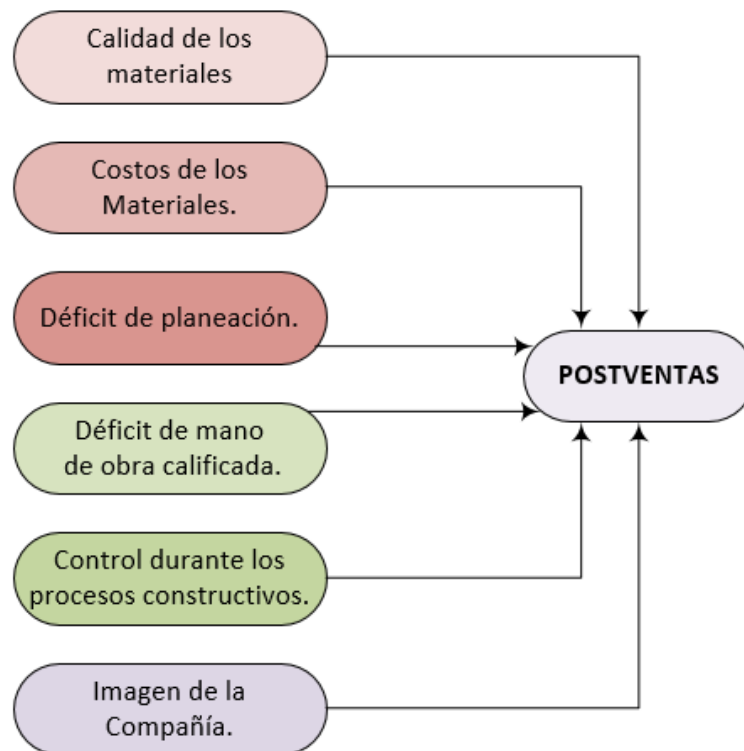 Calidad de los
materiales
Costos de los
Materiales.
Déficit de planeación.
POSTVENTAS
Déficit de mano
de obra calificada.
Control durante los
procesos constructivos.
Imagen de la
Compañía.